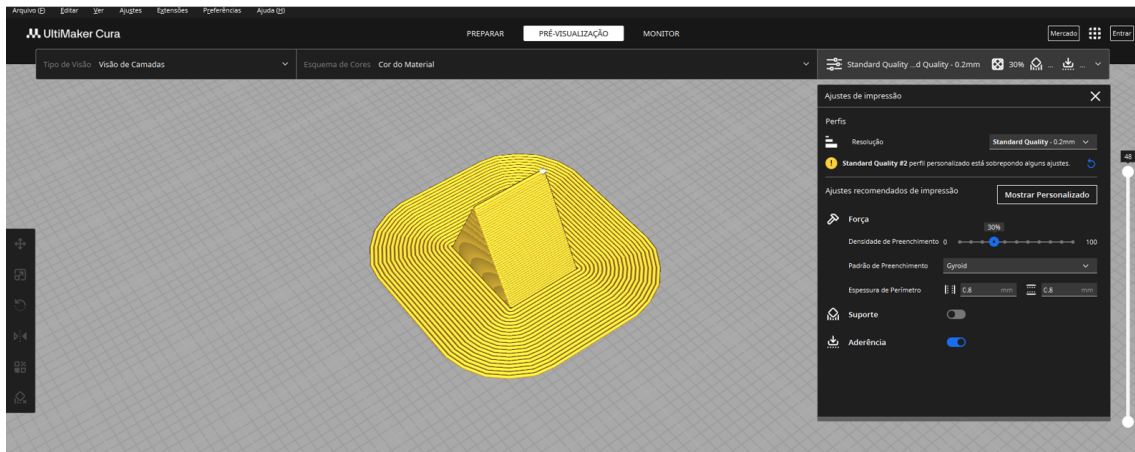 Arquivo (F) Editar Ver Ajustes Extensões Preferências Ajuda (H)
UltiMaker Cura PREPARAR PRÉ-VISUALIZAÇÃO MONITOR Mercado Entrar
Tipo de Visão Visão de Camadas Esquema de Cores Cor do Material Standard Quality ...d Quality - 0.2mm 30% ... ...
Ajustes de impressão
Perfis
Resolução Standard Quality - 0.2mm
Standard Quality #2 perfil personalizado está sobrepondo alguns ajustes.
48
Ajustes recomendados de impressão Mostrar Personalizado
Força
30%
Densidade de Preenchimento 0 100
Padrão de Preenchimento Gyroid
Espessura de Perímetro 0.8 mm 0.8 mm
Suporte
Aderência